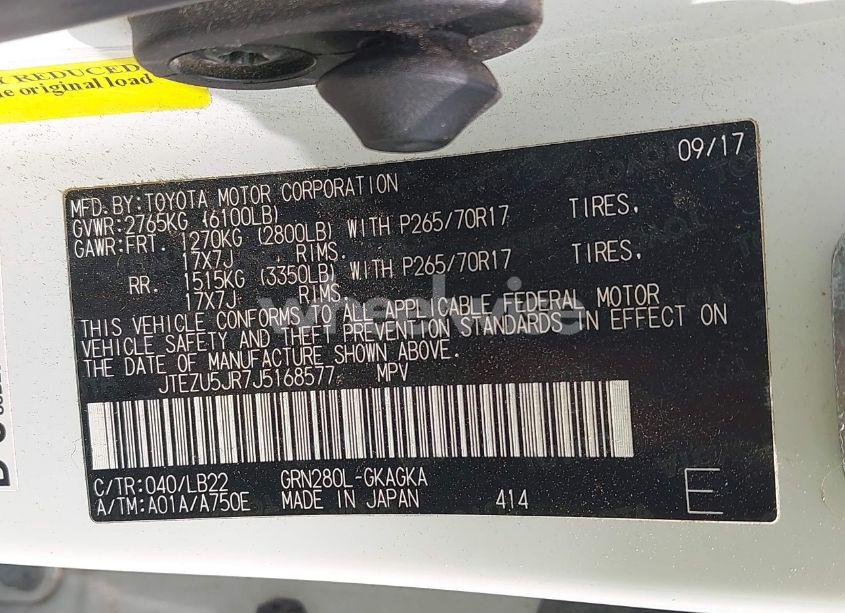 REDUCED
e original load
09/17
MFD. BY:TOYOTA MOTOR CORPORATION
GVWR:2765KG (6100LB)
GAWR:FRT. 1270KG (2800LB) WITH P265/70R17 TIRES,
17X7J RIMS.
RR. 1515KG (3350LB) WITH P265/70R17 TIRES,
17X7J RIMS.
THIS VEHICLE CONFORMS TO ALL APPLICABLE FEDERAL MOTOR
VEHICLE SAFETY AND THEFT PREVENTION STANDARDS IN EFFECT ON
THE DATE OF MANUFACTURE SHOWN ABOVE.
JTEZU5JR7J5168577 MPV
C/TR:040/LB22 GRN280L-GKAGKA
A/TM:A01A/A750E MADE IN JAPAN 414 E